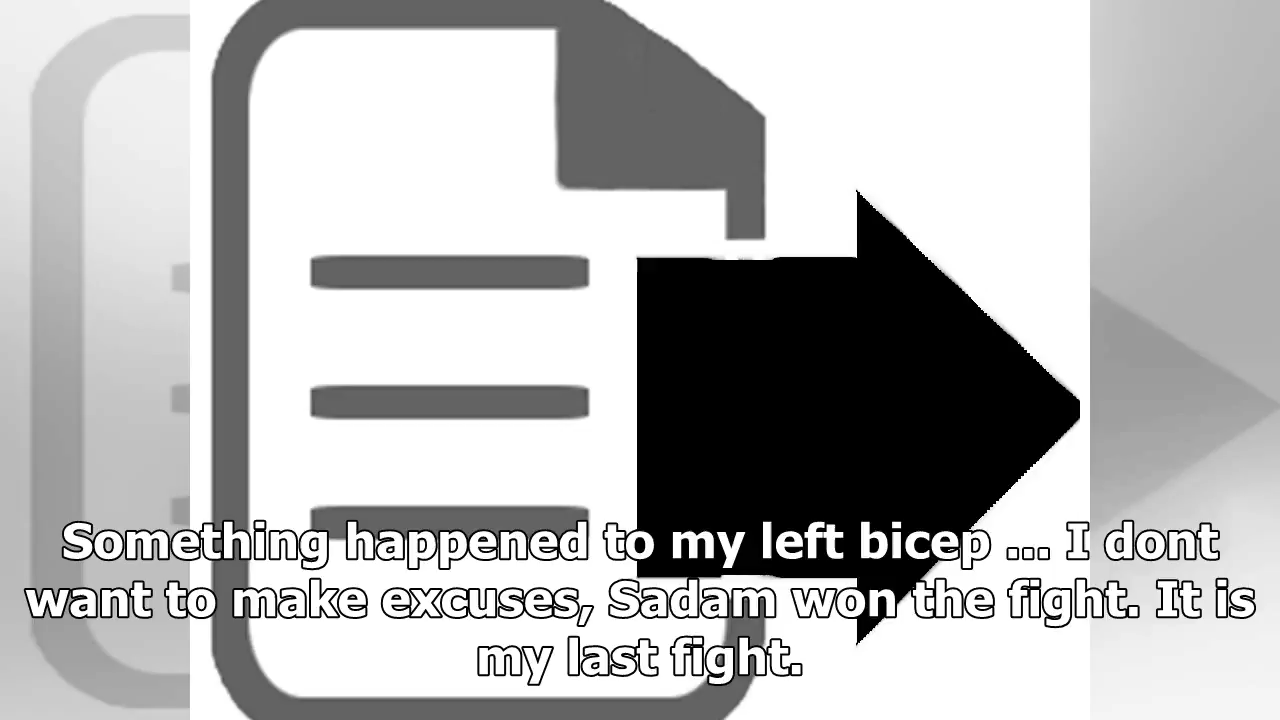 Something happened to my left bicep ... I dont
want to make excuses, Sadam won the fight. It is
my last fight.